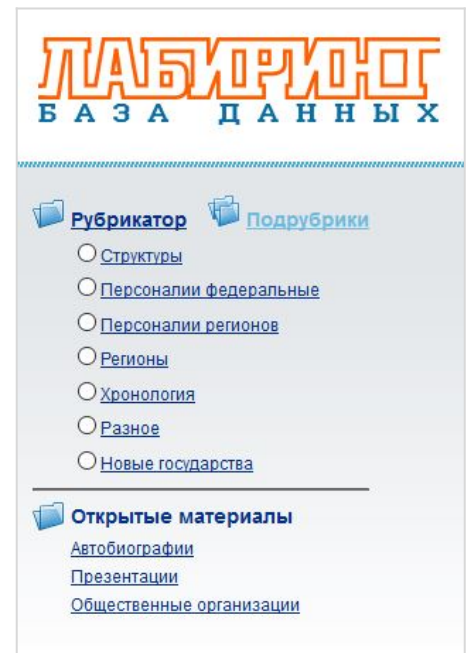 ЛАБИРИНТ
БАЗА ДАННЫХ
Рубрикатор Подрубрики
Структуры
Персоналии федеральные
Персоналии регионов
Регионы
Хронология
Разное
Новые государства
Открытые материалы
Автобиографии
Презентации
Общественные организации